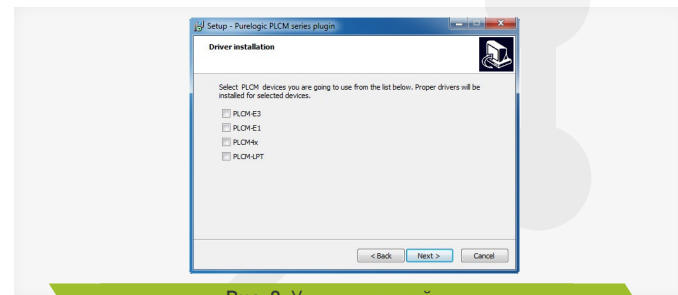 Setup - Purelogic PLCM series plugin
Driver installation
Select PLCM devices you are going to use from the list below. Proper drivers will be
installed for selected devices.
PLCM-E3
PLCM-E1
PLCM4x
PLCM-LPT
< Back
Next >
Cancel